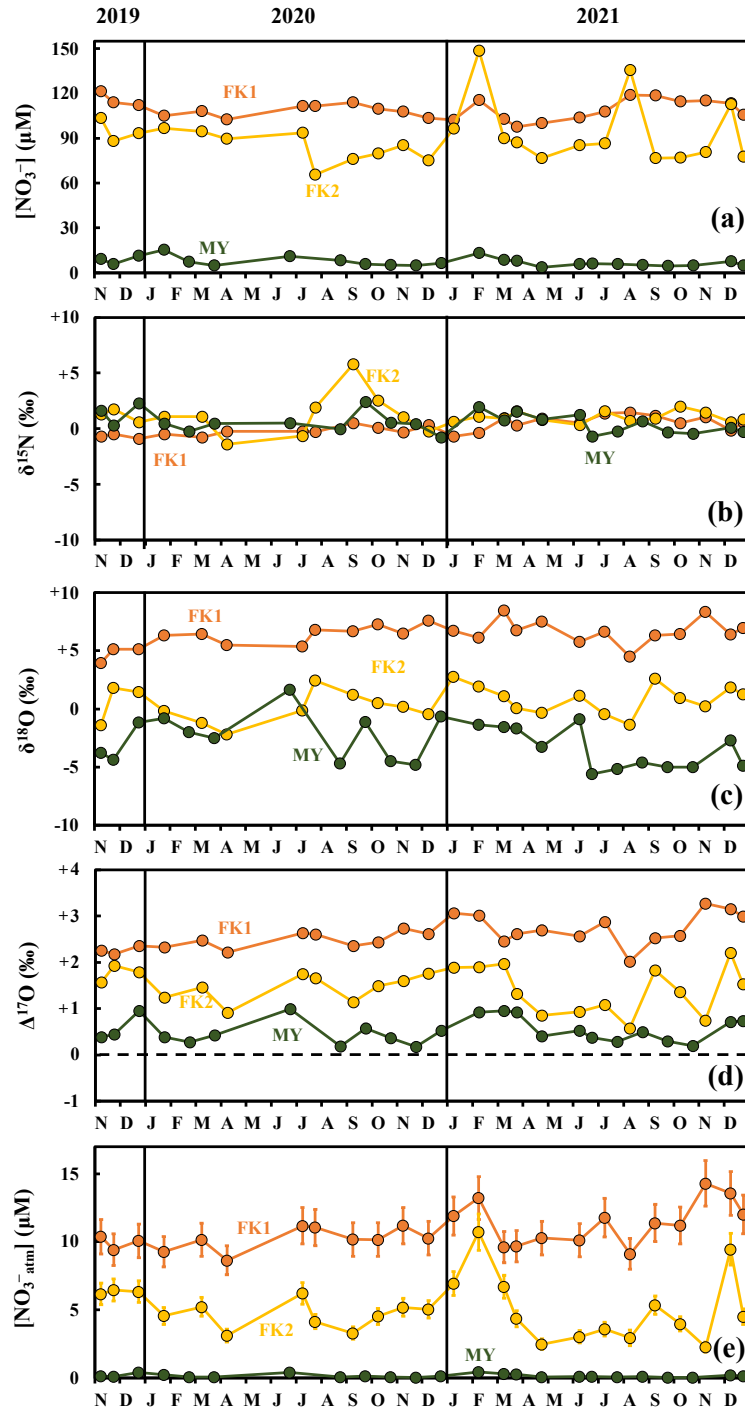 2019 2020 2021
150
120
90
60
30
0
[NO₃⁻] (μM)
FK1
FK2
MY
(a)
N D J F M A M J J A S O N D J F M A M J J A S O N D
+10
+5
0
-5
-10
δ¹⁵N (‰)
FK2
FK1
MY
(b)
N D J F M A M J J A S O N D J F M A M J J A S O N D
+10
+5
0
-5
-10
δ¹⁸O (‰)
FK1
FK2
MY
(c)
N D J F M A M J J A S O N D J F M A M J J A S O N D
+4
+3
+2
+1
0
-1
Δ¹⁷O (‰)
FK1
FK2
MY
(d)
N D J F M A M J J A S O N D J F M A M J J A S O N D
15
10
5
0
[NO₃⁻atm] (μM)
FK1
FK2
MY
(e)
N D J F M A M J J A S O N D J F M A M J J A S O N D